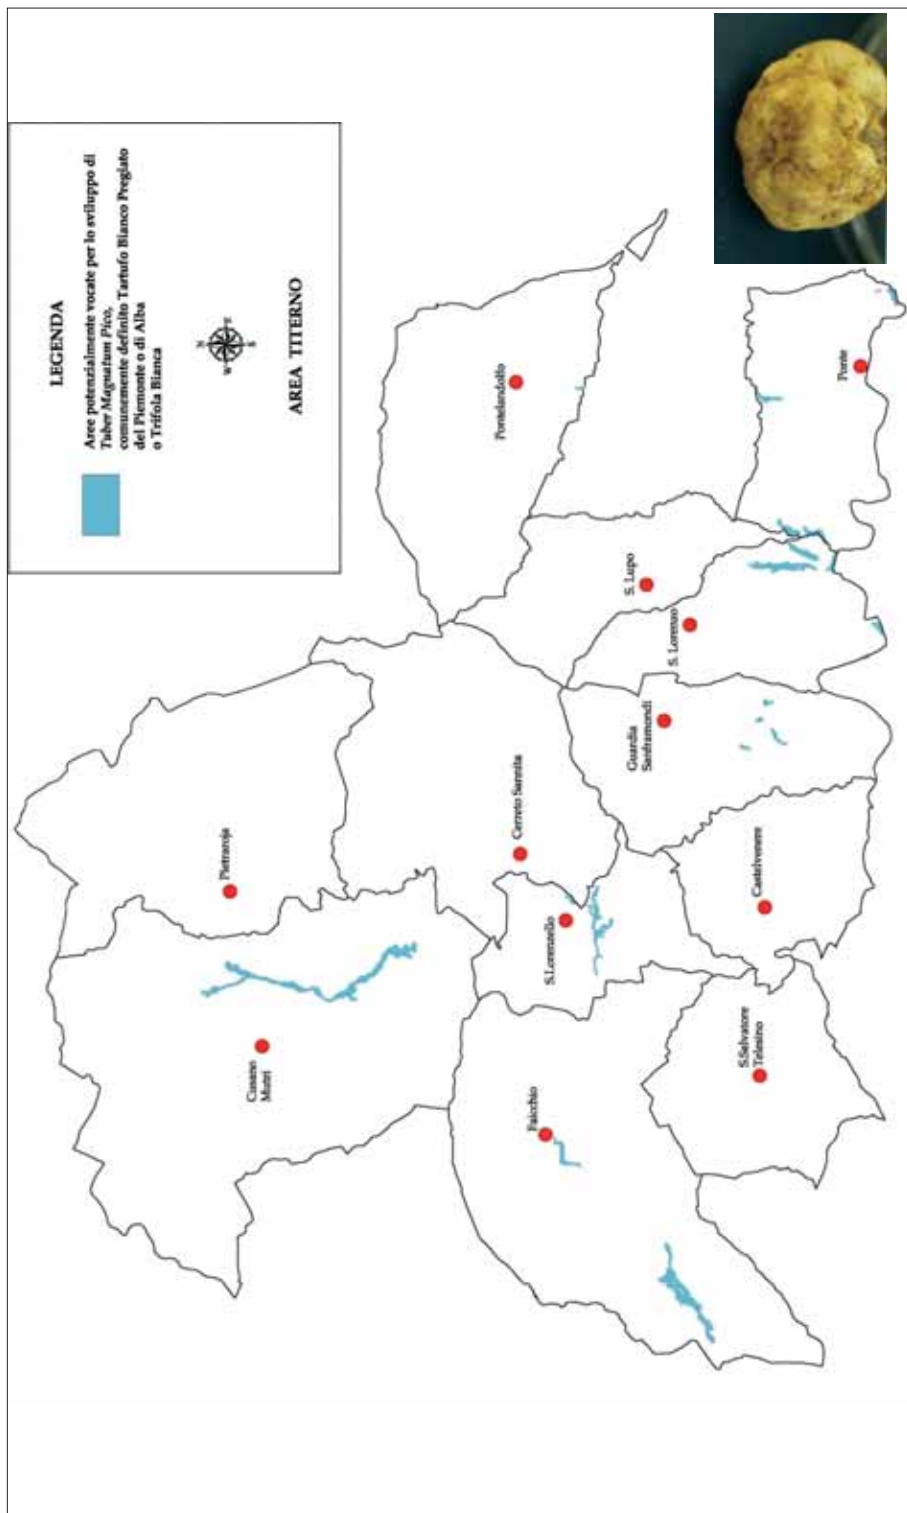 LEGENDA
Aree potenzialmente vocate per lo sviluppo di
Tuber Magnatum Pico,
comunemente definito Tartufo Bianco Pregiato
del Piemonte o di Alba
o Trifola Bianca
N
W E
S
AREA TITERNO
Pietraroja
Cusano
Mutri
Pontelandolfo
Cerreto Sannita
S.Lorenzello
Faicchio
S. Lupo
S. Lorenzo
Guardia
Sanframondi
Castelvenere
S.Salvatore
Telesino
Ponte